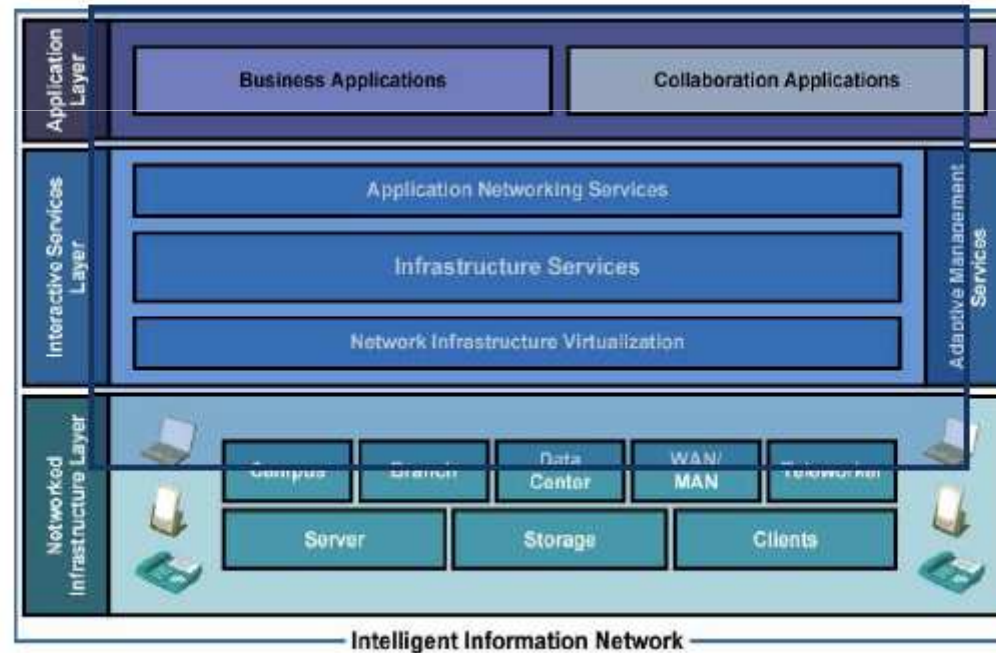 Application
Layer
Business Applications
Collaboration Applications
Interactive Services
Layer
Application Networking Services
Infrastructure Services
Network Infrastructure Virtualization
Adaptive Management
Services
Networked
Infrastructure Layer
Campus
Branch
Data
Center
WAN/
MAN
Teleworker
Server
Storage
Clients
Intelligent Information Network